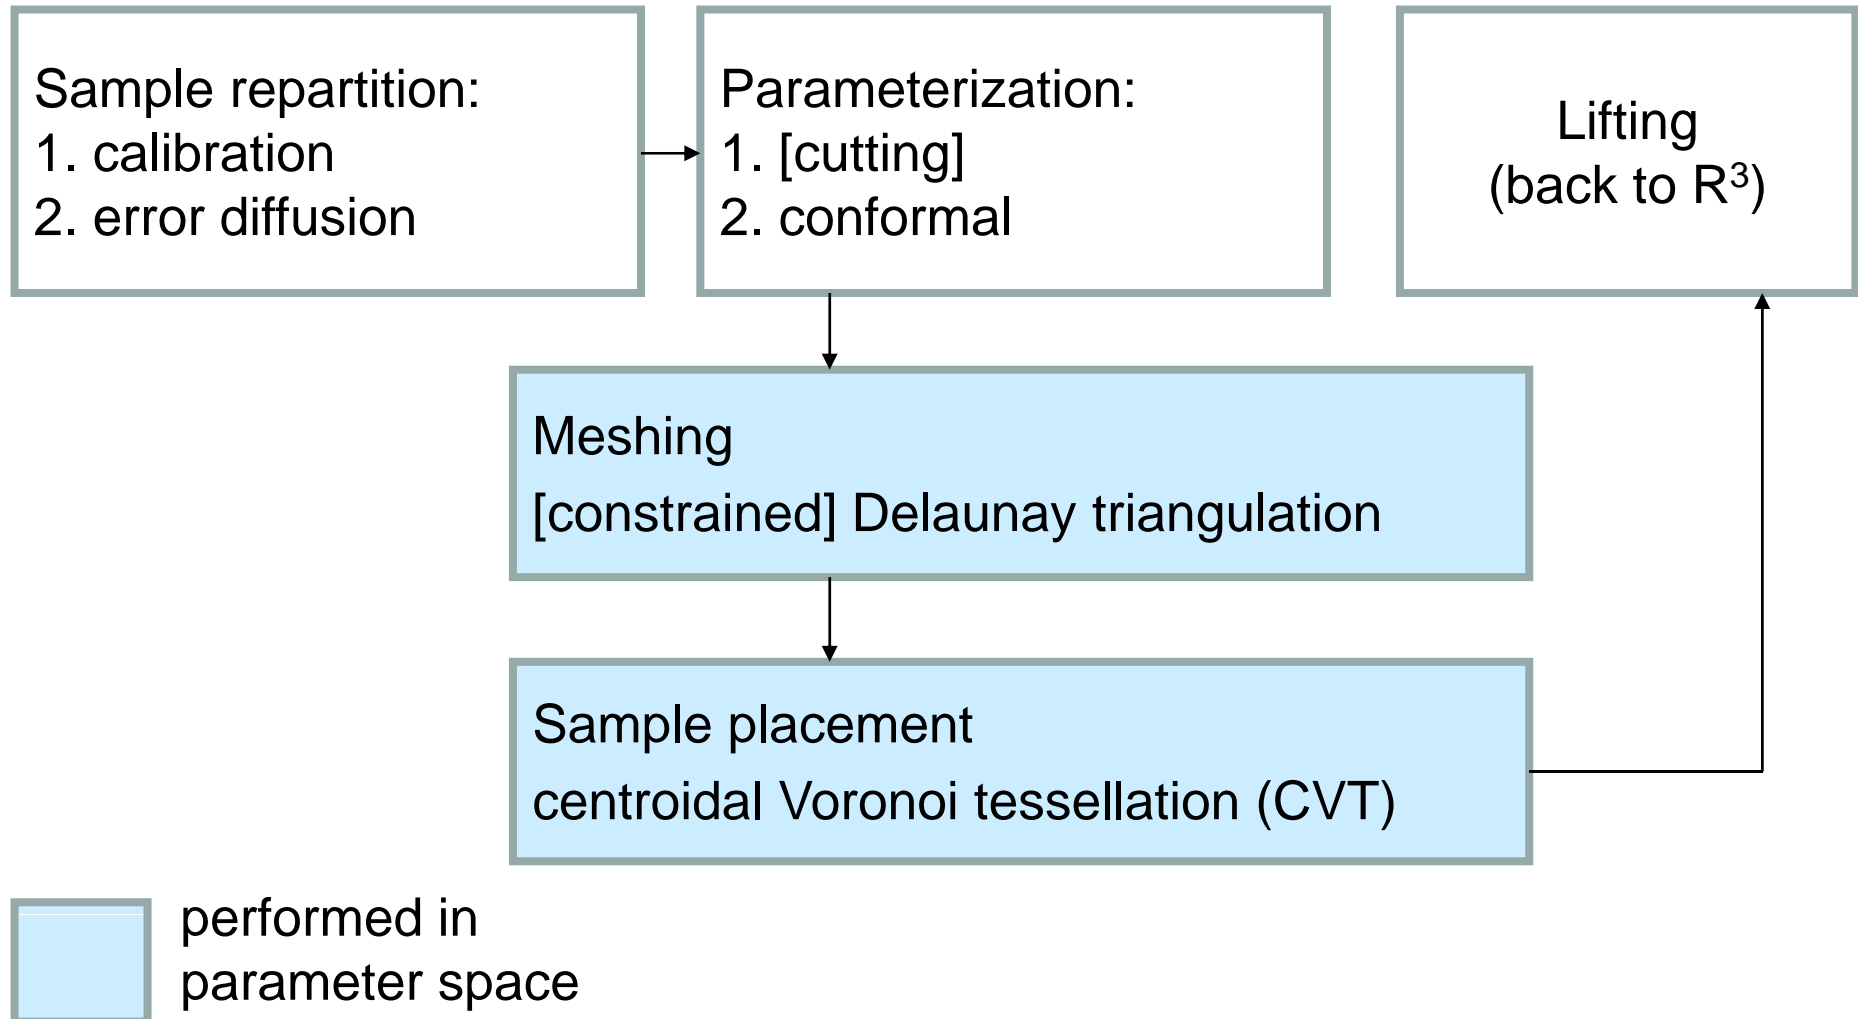 Sample repartition:
1. calibration
2. error diffusion
Parameterization:
1. [cutting]
2. conformal
Lifting
(back to R³)
Meshing
[constrained] Delaunay triangulation
Sample placement
centroidal Voronoi tessellation (CVT)
performed in
parameter space